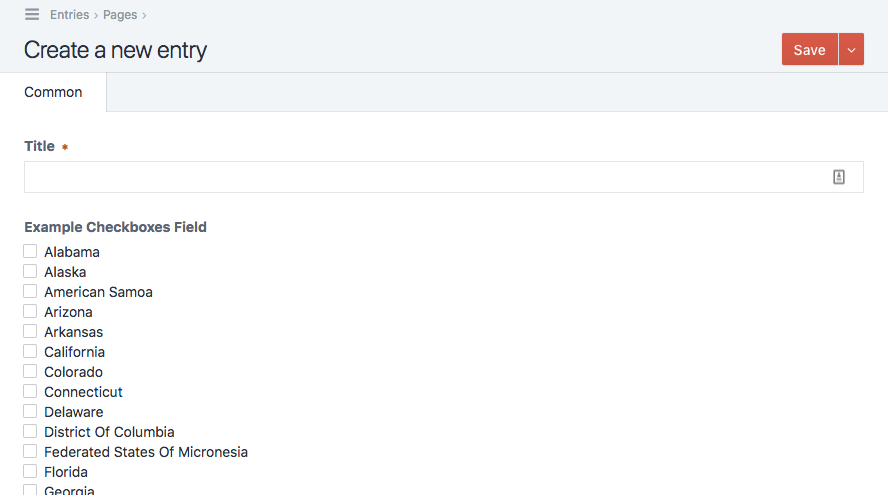 Entries › Pages ›
Create a new entry
Save
Common
Title *
Example Checkboxes Field
Alabama
Alaska
American Samoa
Arizona
Arkansas
California
Colorado
Connecticut
Delaware
District Of Columbia
Federated States Of Micronesia
Florida
Georgia